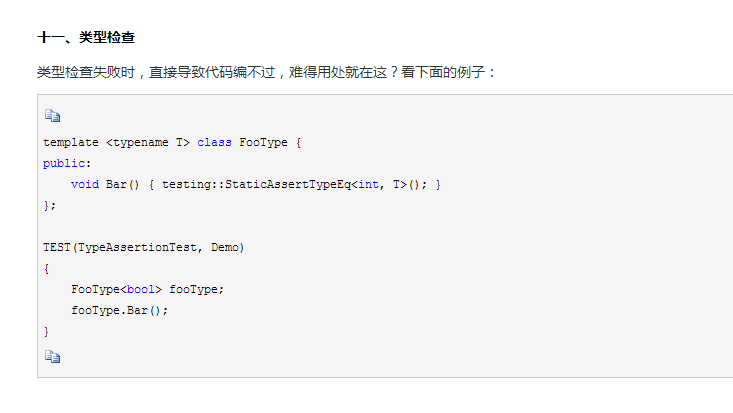 十一、类型检查
类型检查失败时，直接导致代码编不过，难得用处就在这？看下面的例子：
template <typename T> class FooType {
public:
    void Bar() { testing::StaticAssertTypeEq<int, T>(); }
};
TEST(TypeAssertionTest, Demo)
{
    FooType<bool> fooType;
    fooType.Bar();
}